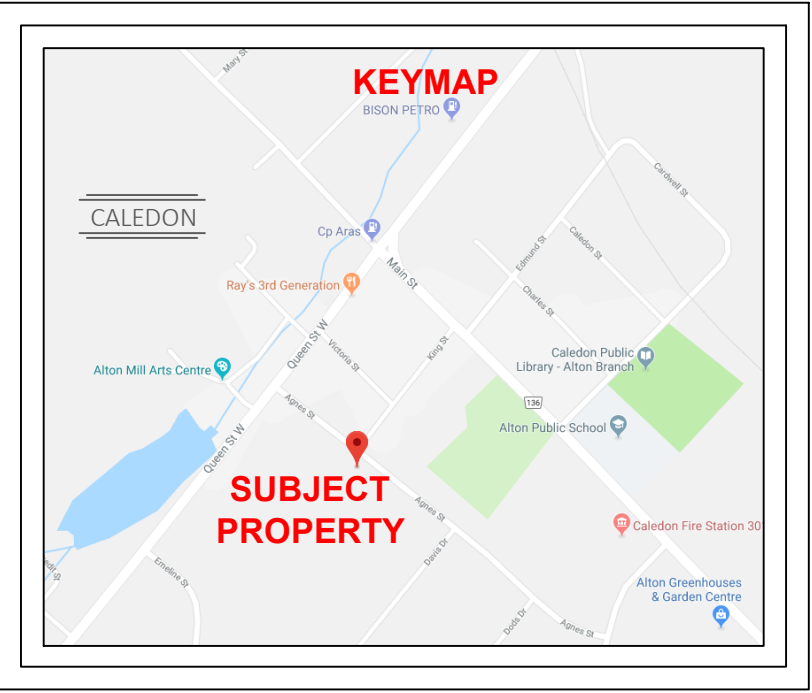 KEYMAP
Mary St
BISON PETRO
Cardwell St
CALEDON
Cp Aras
Main St
Edmund St
Caledon St
Ray's 3rd Generation
Charles St
Queen St W
Victoria St
King St
Caledon Public
Library - Alton Branch
Alton Mill Arts Centre
Agnes St
136
Alton Public School
Queen St W
SUBJECT
PROPERTY
Agnes St
Caledon Fire Station 30
Davis Dr
Emeline St
edit St
Alton Greenhouses
& Garden Centre
Dods Dr
Agnes St